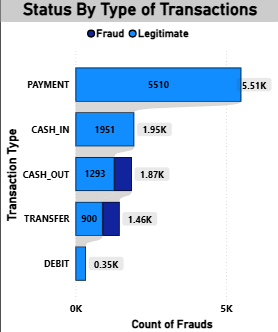 Status By Type of Transactions
Fraud Legitimate
Transaction Type
PAYMENT 5510 5.51K
CASH_IN 1951 1.95K
CASH_OUT 1293 1.87K
TRANSFER 900 1.46K
DEBIT 0.35K
0K 5K
Count of Frauds